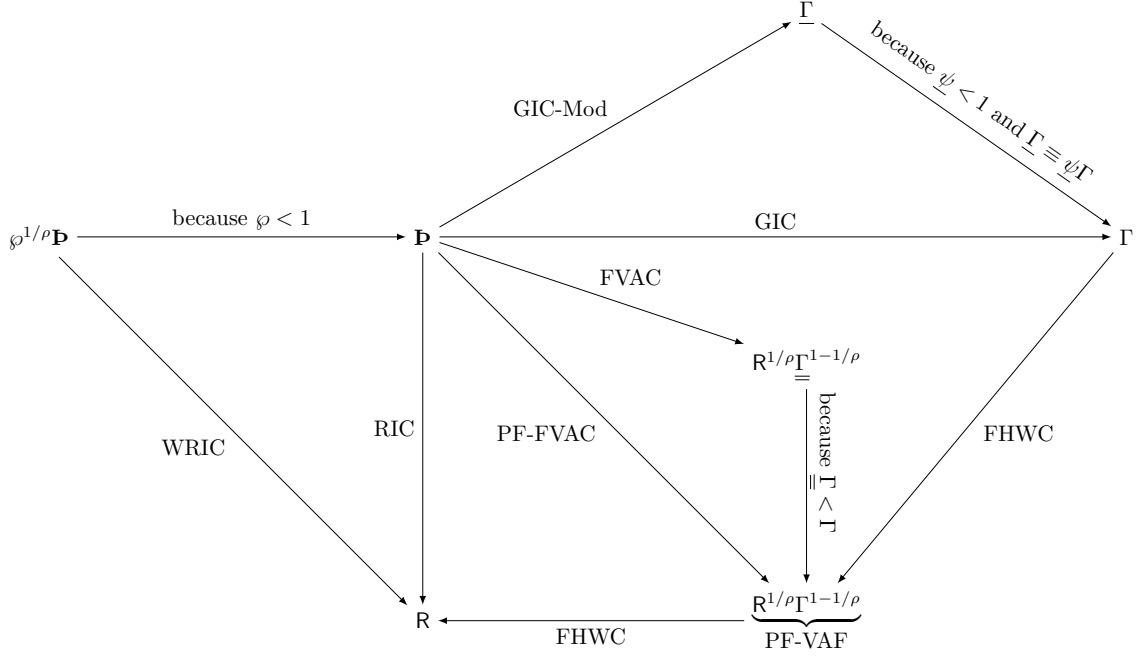 Γ̲
because ψ̲ < 1 and Γ̲ ≡ ψ̲Γ
GIC-Mod
℘^{1/ρ}Þ
because ℘ < 1
Þ
GIC
Γ
FVAC
R^{1/ρ}Γ̳^{1−1/ρ}
WRIC
RIC
PF-FVAC
because Γ̳ < Γ
FHWC
R^{1/ρ}Γ^{1−1/ρ}
R
FHWC
PF-VAF